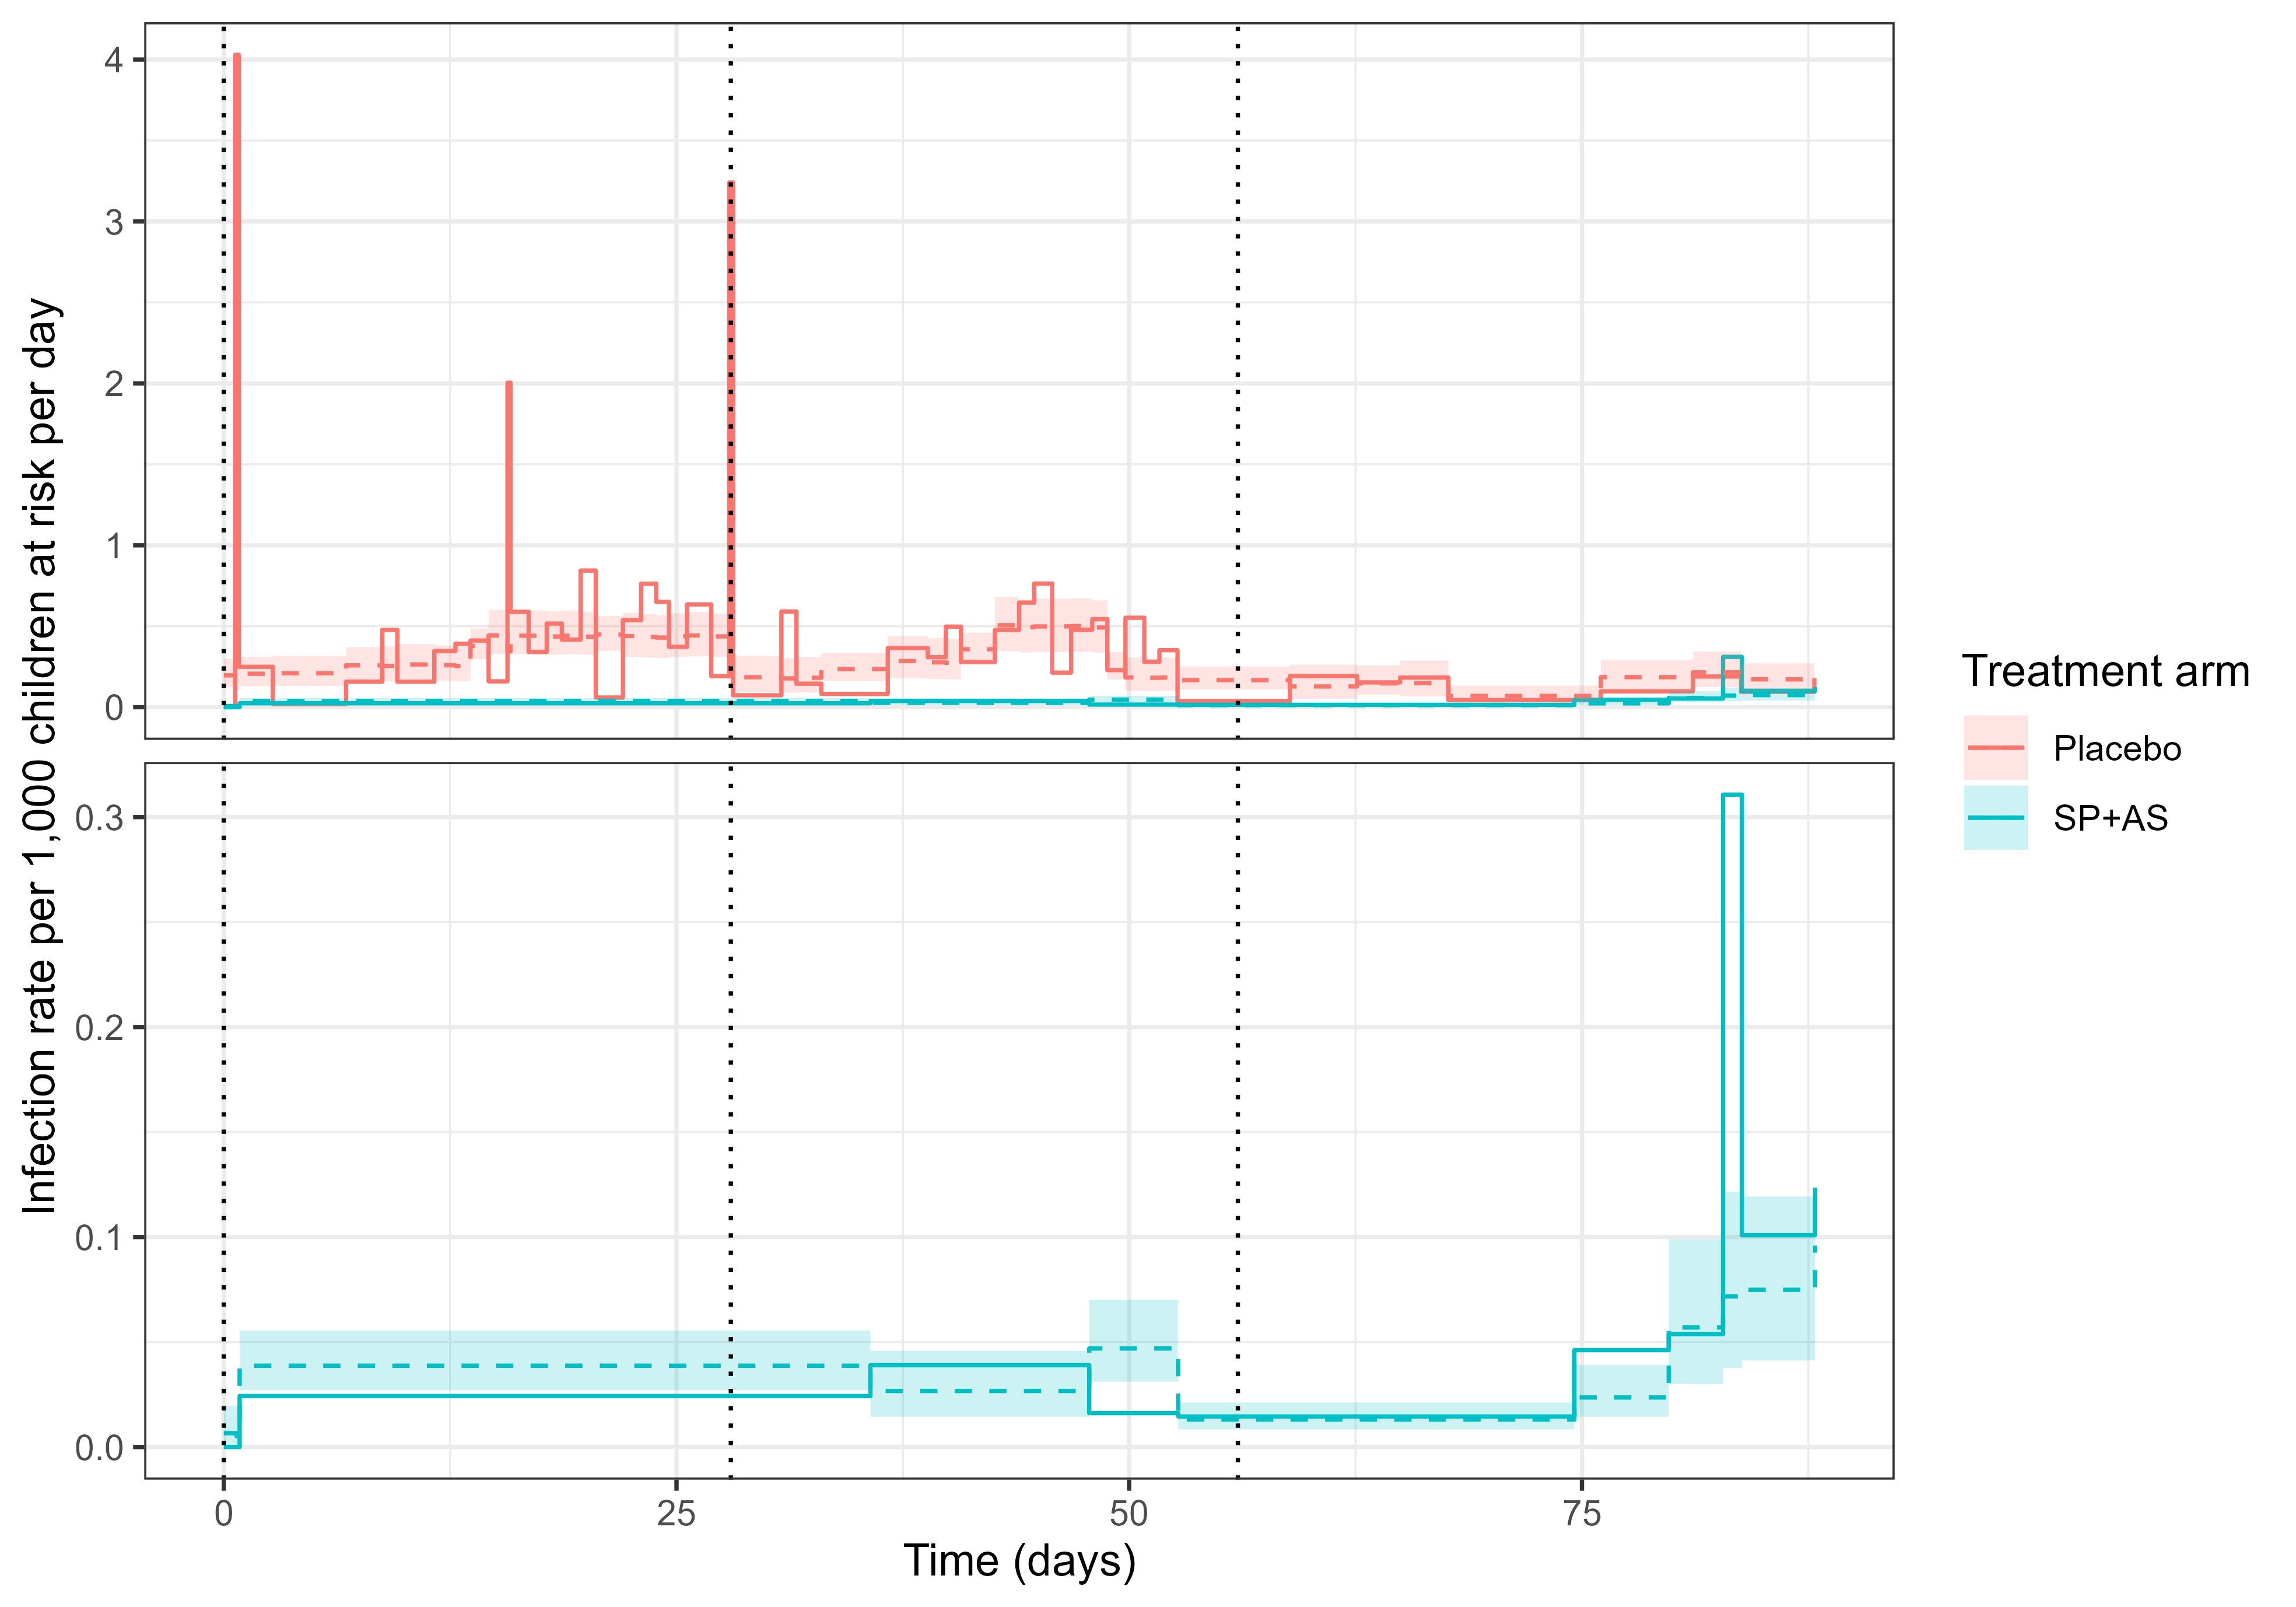 Infection rate per 1,000 children at risk per day
4
3
2
1
0
0.3
0.2
0.1
0.0
0 25 50 75
Time (days)
Treatment arm
Placebo
SP+AS